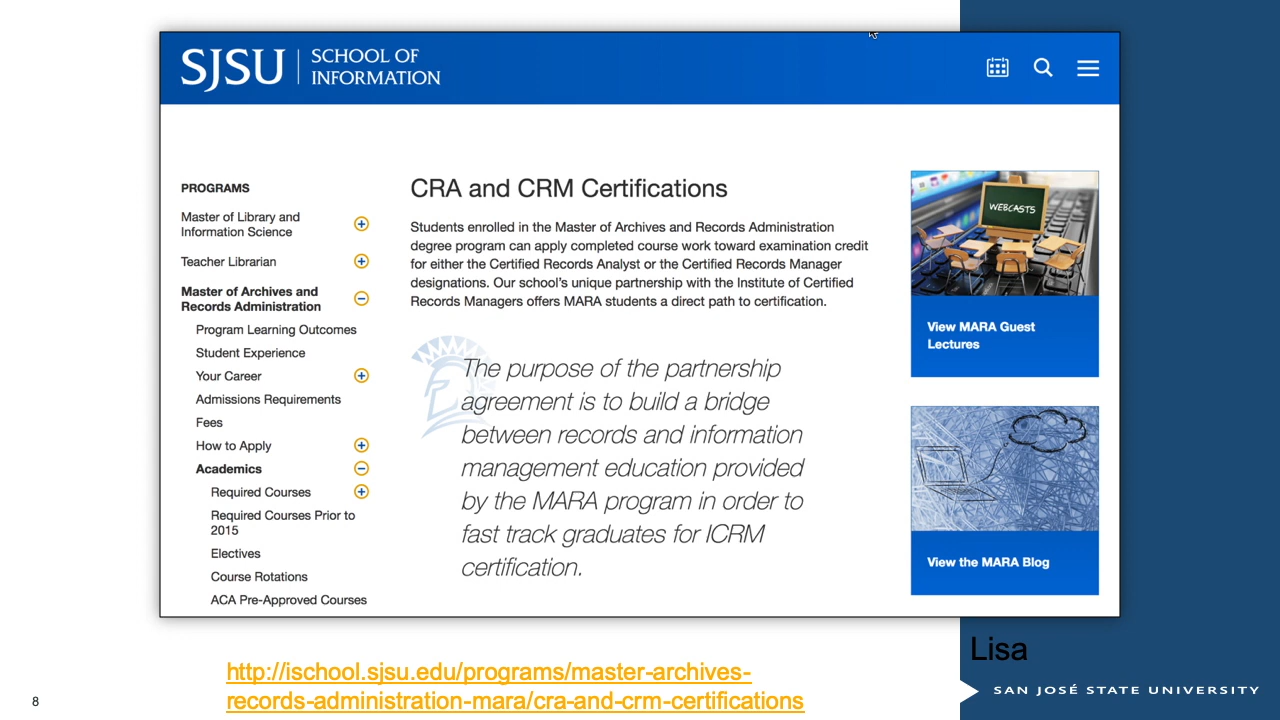 SJSU
SCHOOL OF
INFORMATION
PROGRAMS
Master of Library and
Information Science
Teacher Librarian
Master of Archives and
Records Administration
Program Learning Outcomes
Student Experience
Your Career
Admissions Requirements
Fees
How to Apply
Academics
Required Courses
Required Courses Prior to
2015
Electives
Course Rotations
ACA Pre-Approved Courses
CRA and CRM Certifications
Students enrolled in the Master of Archives and Records Administration
degree program can apply completed course work toward examination credit
for either the Certified Records Analyst or the Certified Records Manager
designations. Our school's unique partnership with the Institute of Certified
Records Managers offers MARA students a direct path to certification.
The purpose of the partnership
agreement is to build a bridge
between records and information
management education provided
by the MARA program in order to
fast track graduates for ICRM
certification.
WEBCASTS
View MARA Guest
Lectures
View the MARA Blog
Lisa
http://ischool.sjsu.edu/programs/master-archives-
records-administration-mara/cra-and-crm-certifications
SAN JOSÉ STATE UNIVERSITY
8